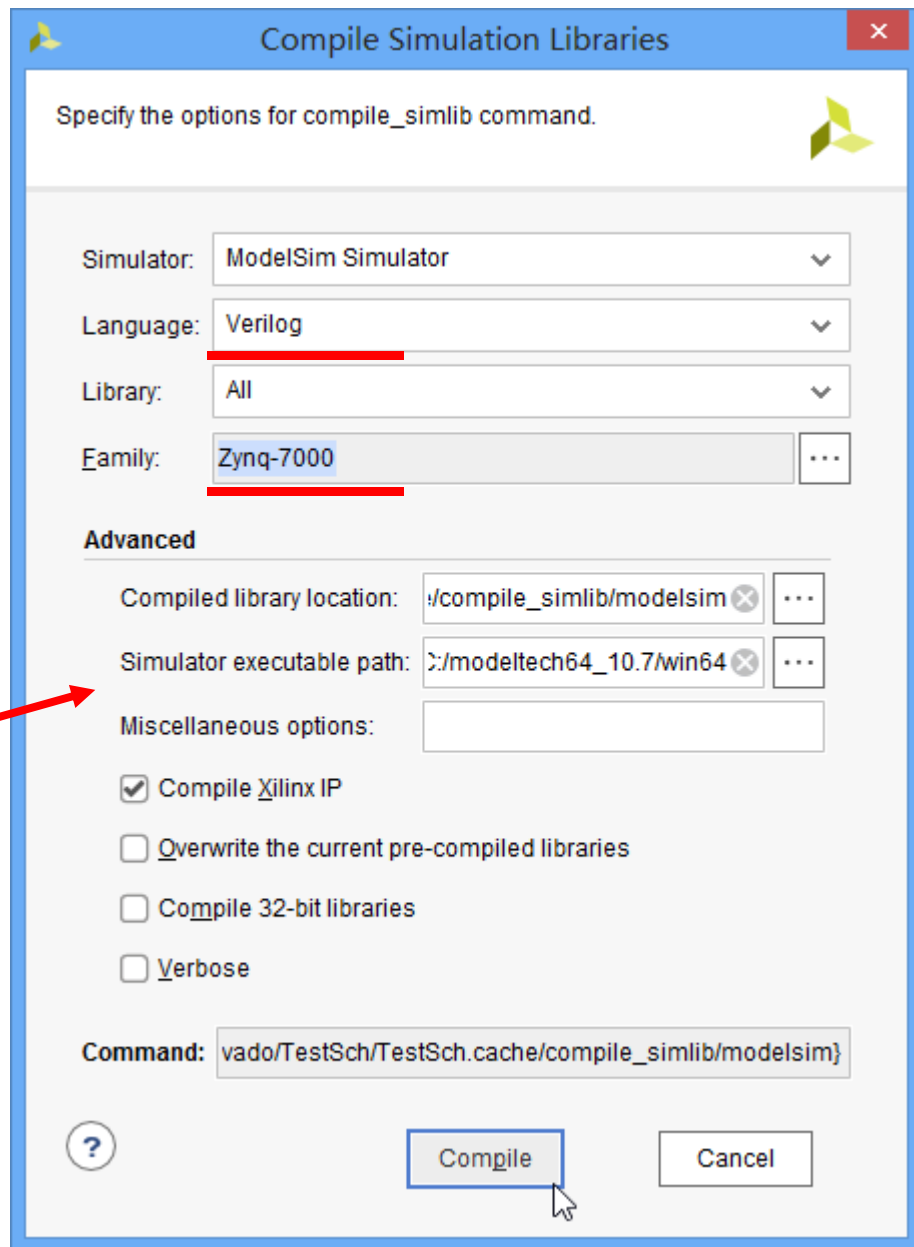 Compile Simulation Libraries
Specify the options for compile_simlib command.
Simulator: ModelSim Simulator
Language: Verilog
Library: All
Family: Zynq-7000 ...
Advanced
Compiled library location: /compile_simlib/modelsim ...
Simulator executable path: :/modeltech64_10.7/win64 ...
Miscellaneous options:
Compile Xilinx IP
Overwrite the current pre-compiled libraries
Compile 32-bit libraries
Verbose
Command: vado/TestSch/TestSch.cache/compile_simlib/modelsim}
? Compile Cancel